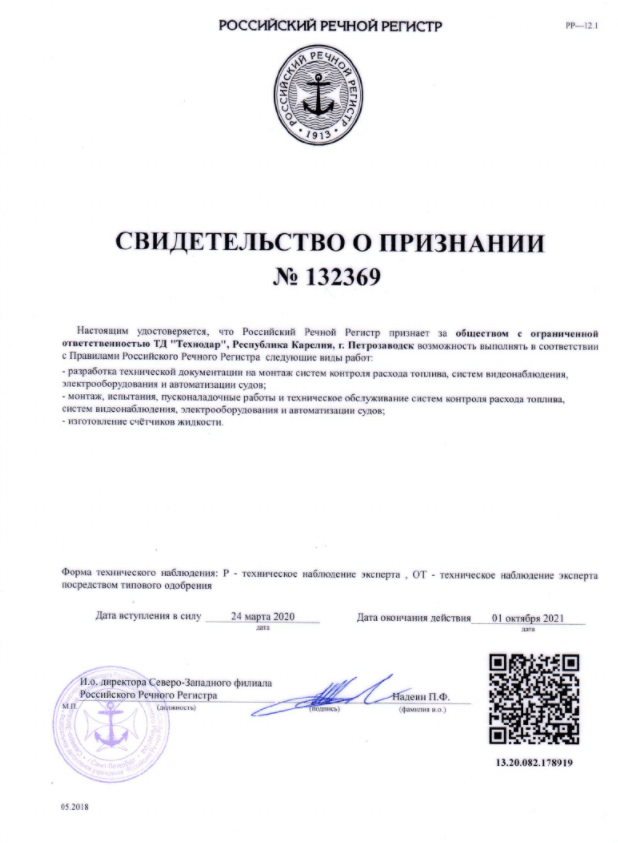 РОССИЙСКИЙ РЕЧНОЙ РЕГИСТР
РР—12.1
РОССИЙСКИЙ РЕЧНОЙ РЕГИСТР
• 1913 •
СВИДЕТЕЛЬСТВО О ПРИЗНАНИИ
№ 132369
Настоящим удостоверяется, что Российский Речной Регистр признает за обществом с ограниченной
ответственностью ТД "Технодар", Республика Карелия, г. Петрозаводск возможность выполнять в соответствии
с Правилами Российского Речного Регистра следующие виды работ:
- разработка технической документации на монтаж систем контроля расхода топлива, систем видеонаблюдения,
электрооборудования и автоматизации судов;
- монтаж, испытания, пусконаладочные работы и техническое обслуживание систем контроля расхода топлива,
систем видеонаблюдения, электрооборудования и автоматизации судов;
- изготовление счётчиков жидкости.
Форма технического наблюдения: Р - техническое наблюдение эксперта , ОТ - техническое наблюдение эксперта
посредством типового одобрения
Дата вступления в силу 24 марта 2020 Дата окончания действия 01 октября 2021
дата дата
И.о. директора Северо-Западного филиала
Российского Речного Регистра Надеин П.Ф.
М.П. (должность) (подпись) (фамилия и.о.)
13.20.082.178919
05.2018